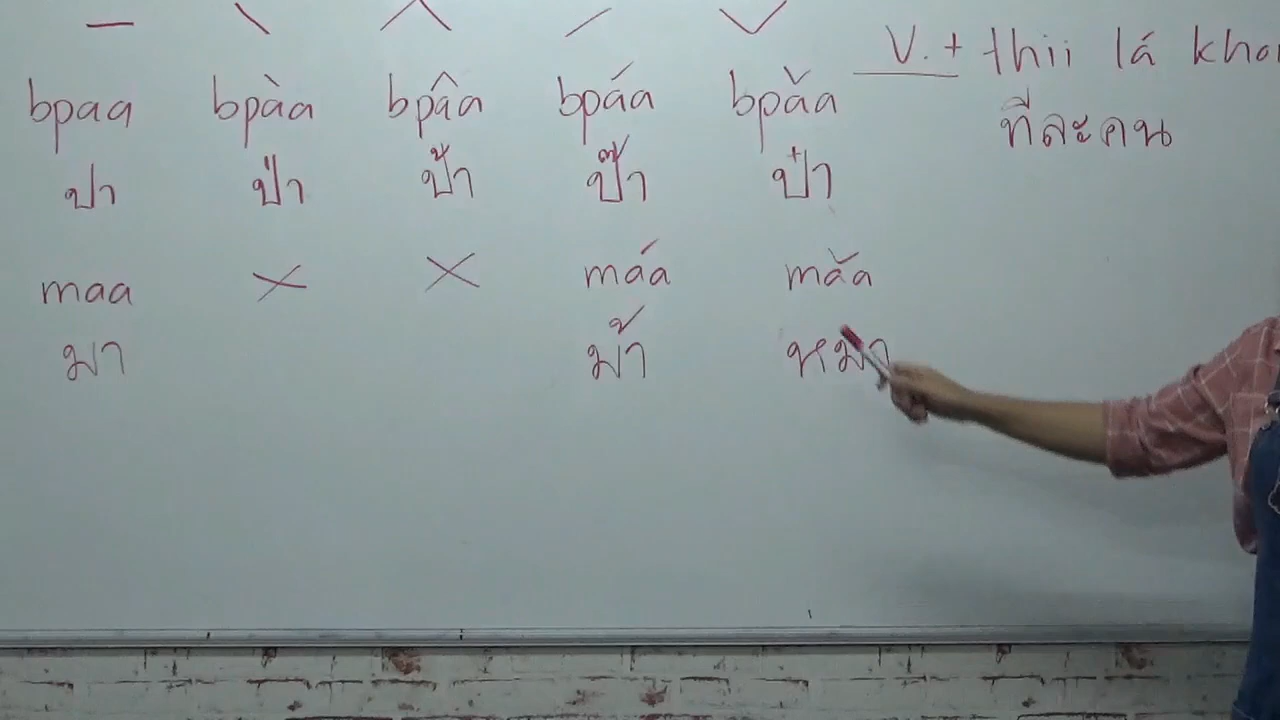 bpaa bpàa bpâa bpáa bpǎa
ปา ป่า ป้า ป๊า ป๋า
maa × × máa mǎa
มา ม้า หมา
V. + thii lá kho
ทีละคน